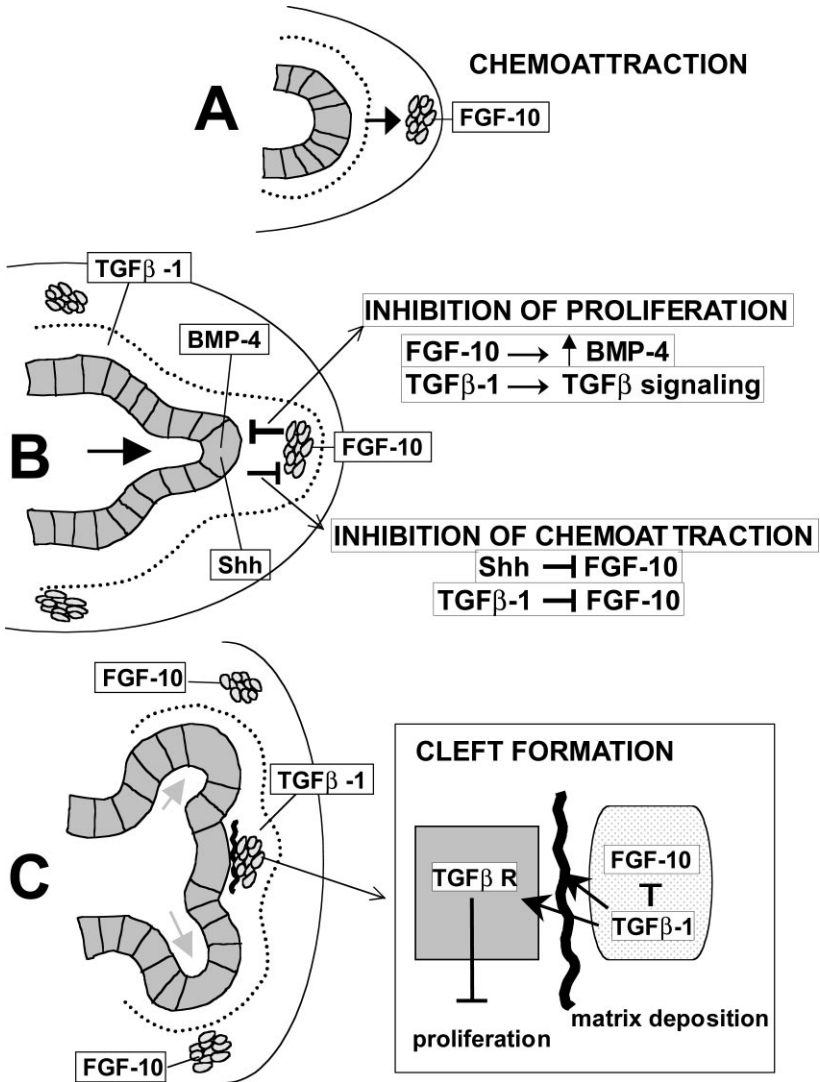 A
CHEMOATTRACTION
FGF-10
TGFβ -1
BMP-4
INHIBITION OF PROLIFERATION
FGF-10 → ↑ BMP-4
TGFβ-1 → TGFβ signaling
B
FGF-10
Shh
INHIBITION OF CHEMOATTRACTION
Shh ⊣ FGF-10
TGFβ-1 ⊣ FGF-10
C
FGF-10
TGFβ -1
FGF-10
CLEFT FORMATION
TGFβ R
FGF-10
TGFβ-1
proliferation
matrix deposition